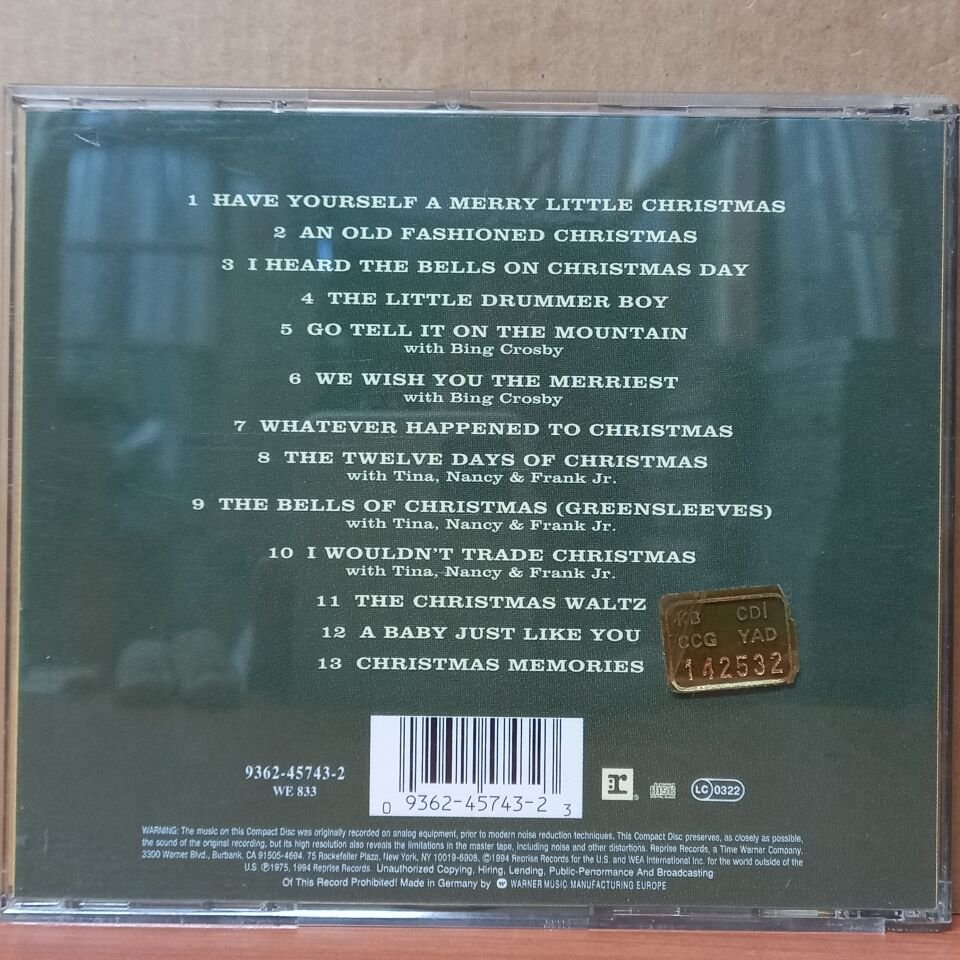 1 HAVE YOURSELF A MERRY LITTLE CHRISTMAS
2 AN OLD FASHIONED CHRISTMAS
3 I HEARD THE BELLS ON CHRISTMAS DAY
4 THE LITTLE DRUMMER BOY
5 GO TELL IT ON THE MOUNTAIN
with Bing Crosby
6 WE WISH YOU THE MERRIEST
with Bing Crosby
7 WHATEVER HAPPENED TO CHRISTMAS
8 THE TWELVE DAYS OF CHRISTMAS
with Tina, Nancy & Frank Jr.
9 THE BELLS OF CHRISTMAS (GREENSLEEVES)
with Tina, Nancy & Frank Jr.
10 I WOULDN'T TRADE CHRISTMAS
with Tina, Nancy & Frank Jr.
11 THE CHRISTMAS WALTZ
12 A BABY JUST LIKE YOU
13 CHRISTMAS MEMORIES
KB CDI
CCG YAD
142532
9362-45743-2
WE 833
0 9362-45743-2 3
r
COMPACT disc DIGITAL AUDIO
LC 0322
WARNING: The music on this Compact Disc was originally recorded on analog equipment, prior to modern noise reduction techniques. This Compact Disc preserves, as closely as possible,
the sound of the original recording, but its high resolution also reveals the limitations in the master tape, including noise and other distortions. Reprise Records, a Time Warner Company.
2300 Warner Blvd., Burbank, CA 91505-4694. 75 Rockefeller Plaza, New York, NY 10019-6908. ©1994 Reprise Records for the U.S. and WEA International Inc. for the world outside of the
U.S. ℗1975, 1994 Reprise Records. Unauthorized Copying, Hiring, Lending, Public-Performance And Broadcasting
Of This Record Prohibited! Made in Germany by WARNER MUSIC MANUFACTURING EUROPE